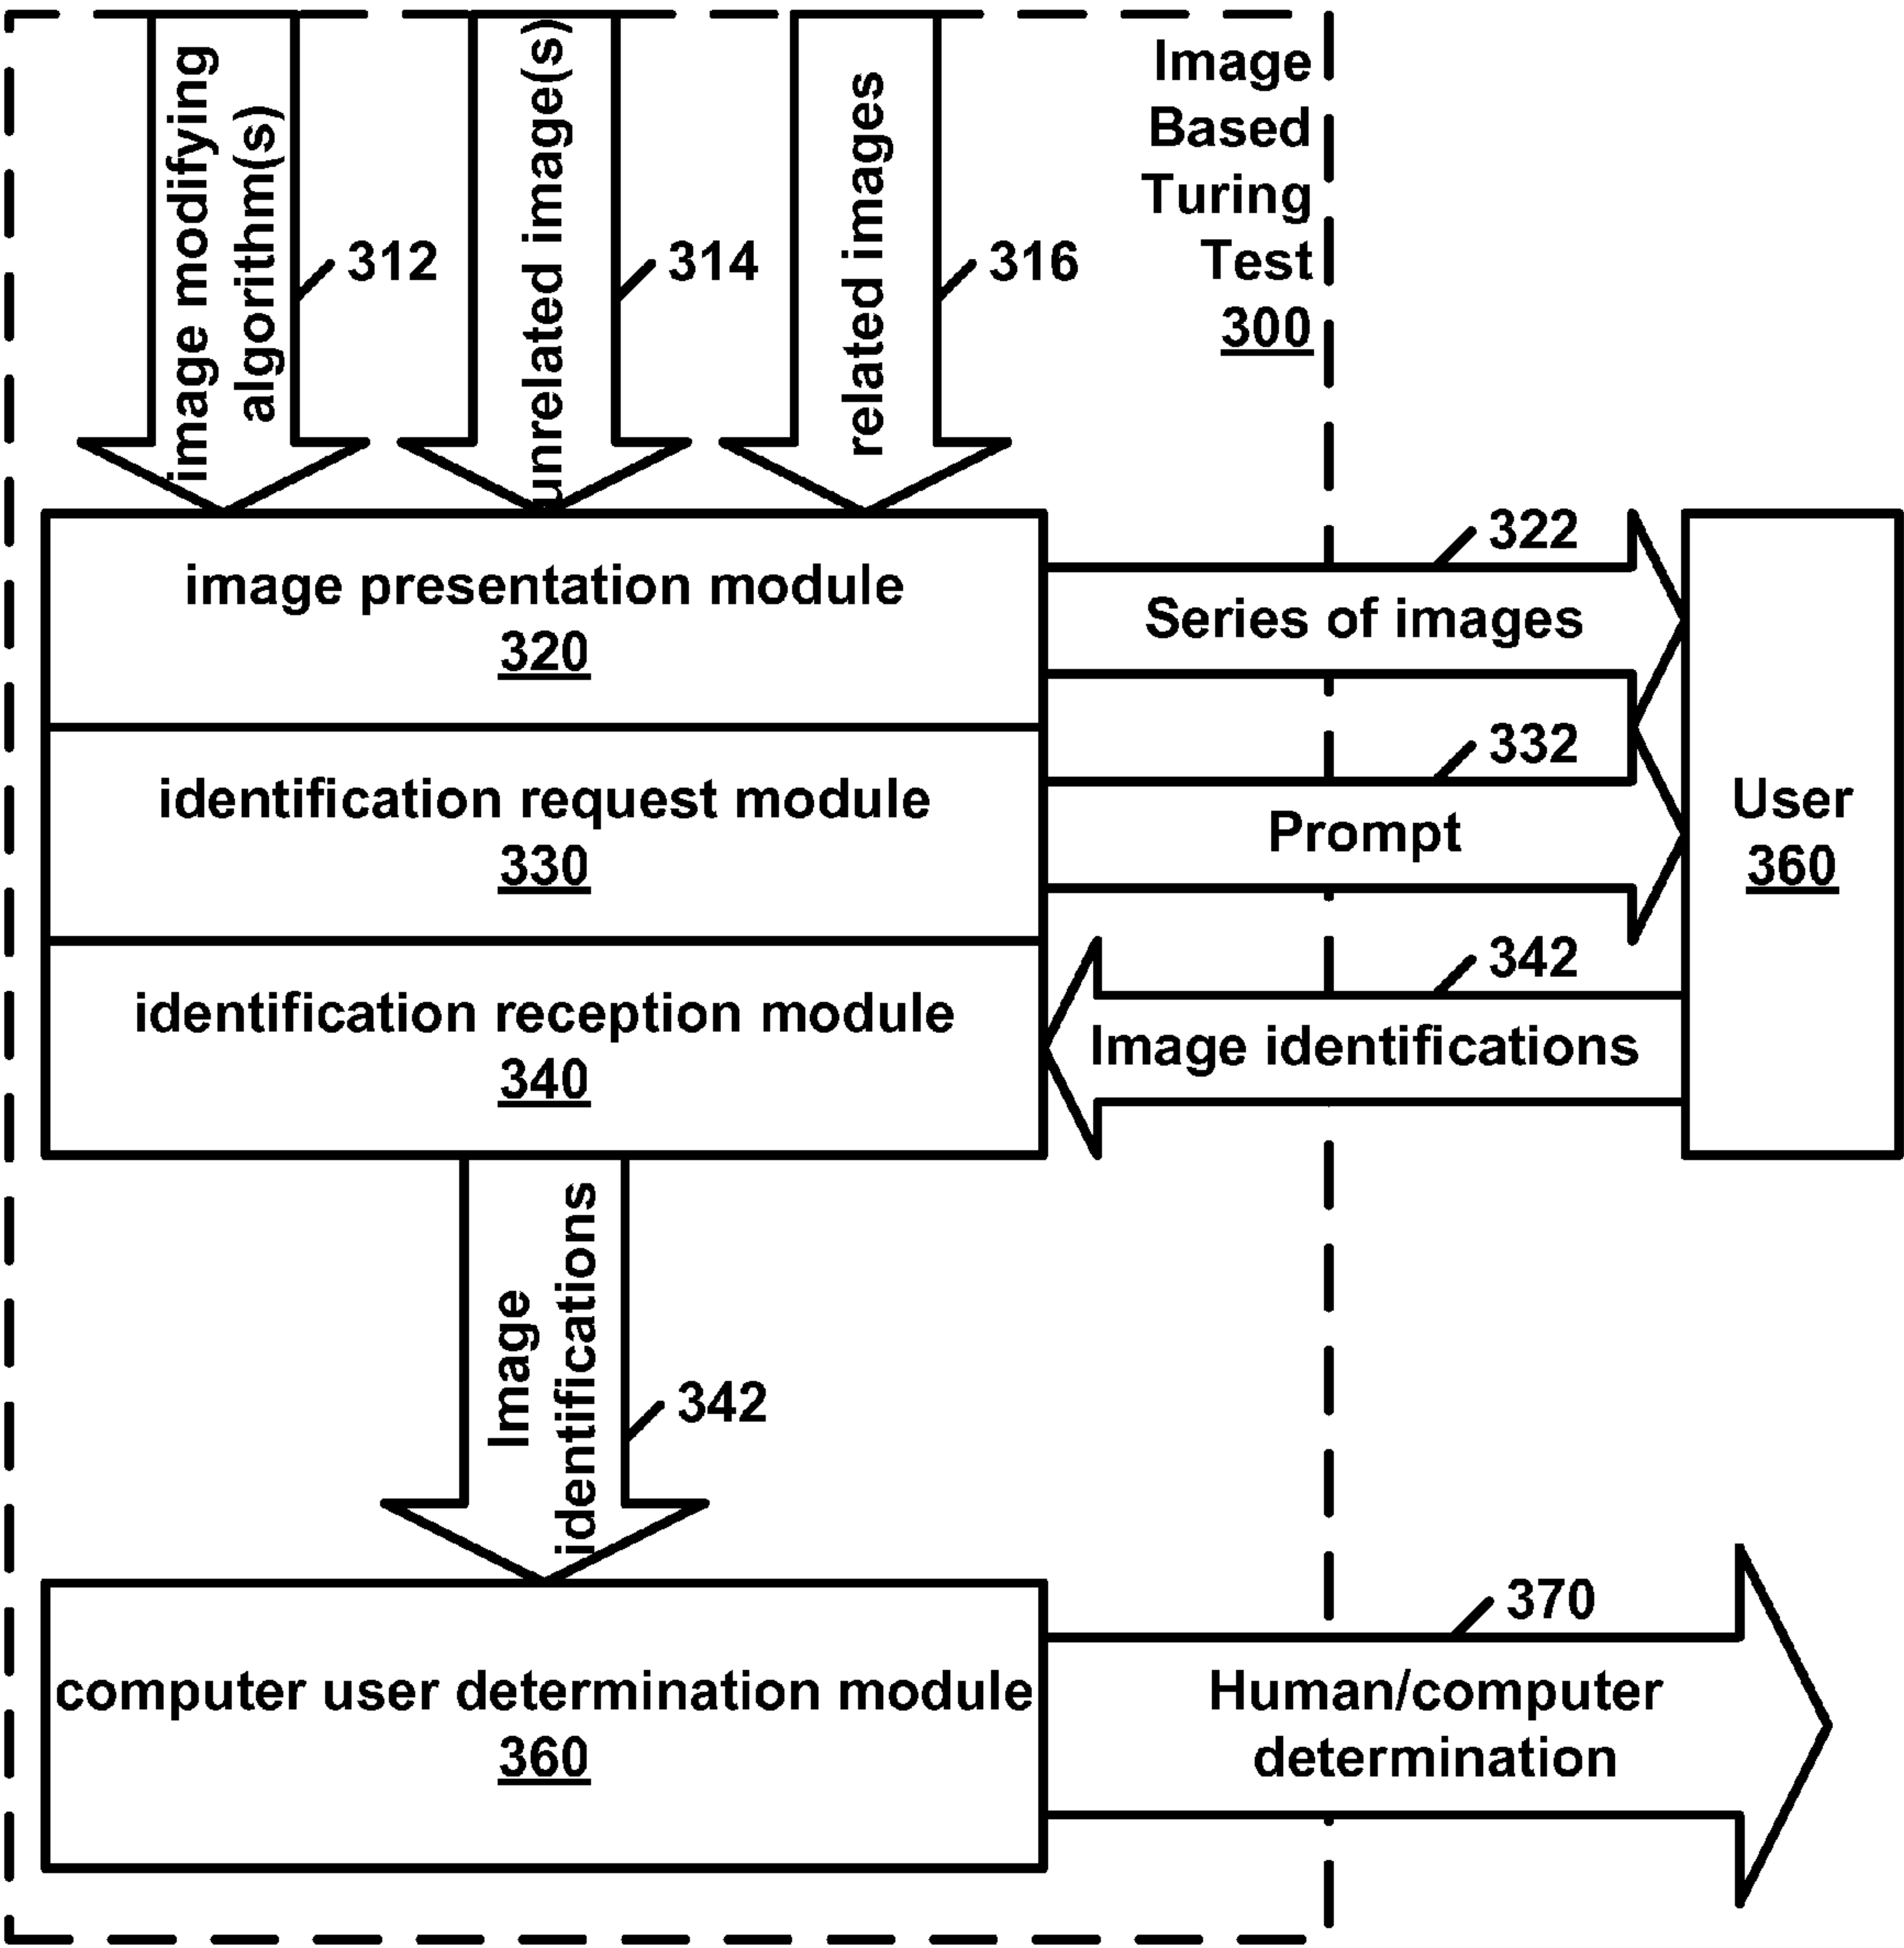 image modifying
algorithm(s)
312
unrelated image(s)
314
related images
316
Image
Based
Turing
Test
300
image presentation module
320
322
Series of images
identification request module
330
332
Prompt
User
360
identification reception module
340
342
Image identifications
Image
identifications
342
computer user determination module
360
370
Human/computer
determination